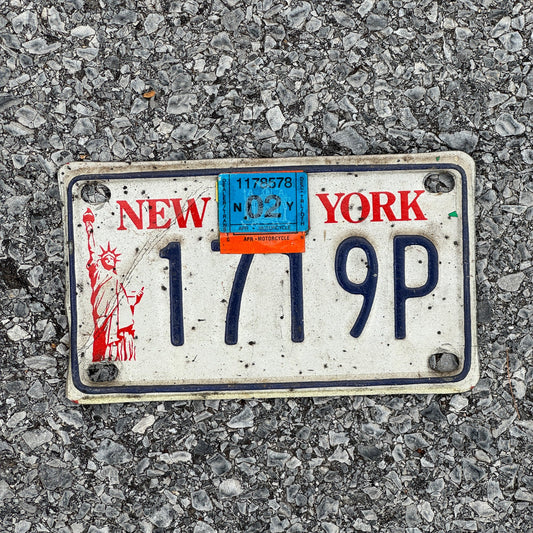 NEW YORK
1179578
N 02 Y
APR - MOTORCYCLE
APR - MOTORCYCLE
1719P